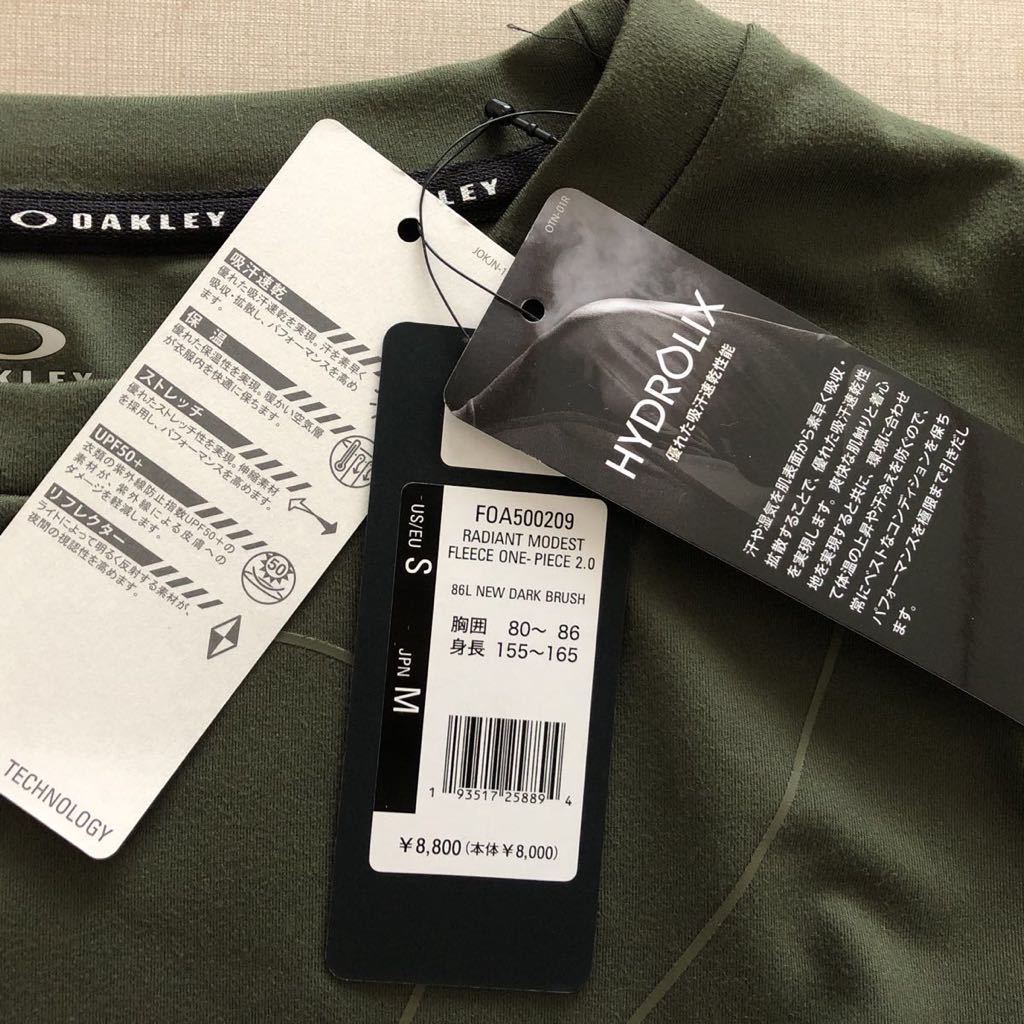 OAKLEY
LEY
KLEY
JOKJN-1
吸汗速乾
優れた吸汗速乾を実現。汗を素早く
吸収・拡散し、パフォーマンスを高め
ます。
保 温
優れた保温性を実現。暖かい空気層
が衣服内を快適に保ちます。
ストレッチ
優れたストレッチ性を実現。伸縮素材
を採用し、パフォーマンスを高めます。
UPF50+
衣類の紫外線防止指数UPF50+の
素材が、紫外線による皮膚への
ダメージを軽減します。
50+
リフレクター
ライトによって明るく反射する素材が、
夜間の視認性を高めます。
TECHNOLOGY
- US/EU S - JPN M
FOA500209
RADIANT MODEST
FLEECE ONE- PIECE 2.0
86L NEW DARK BRUSH
胸囲 80〜 86
身長 155〜165
1 93517 25889 4
￥8,800(本体￥8,000)
OTN-01R
HYDROLIX
優れた吸汗速乾性能
汗や湿気を肌表面から素早く吸収・
拡散することで、優れた吸汗速乾性
を実現します。爽快な肌触りと着心
地を実現すると共に、環境に合わせ
て体温の上昇や汗冷えを防ぐので、
常にベストなコンディションを保ち
パフォーマンスを極限まで引きだし
ます。